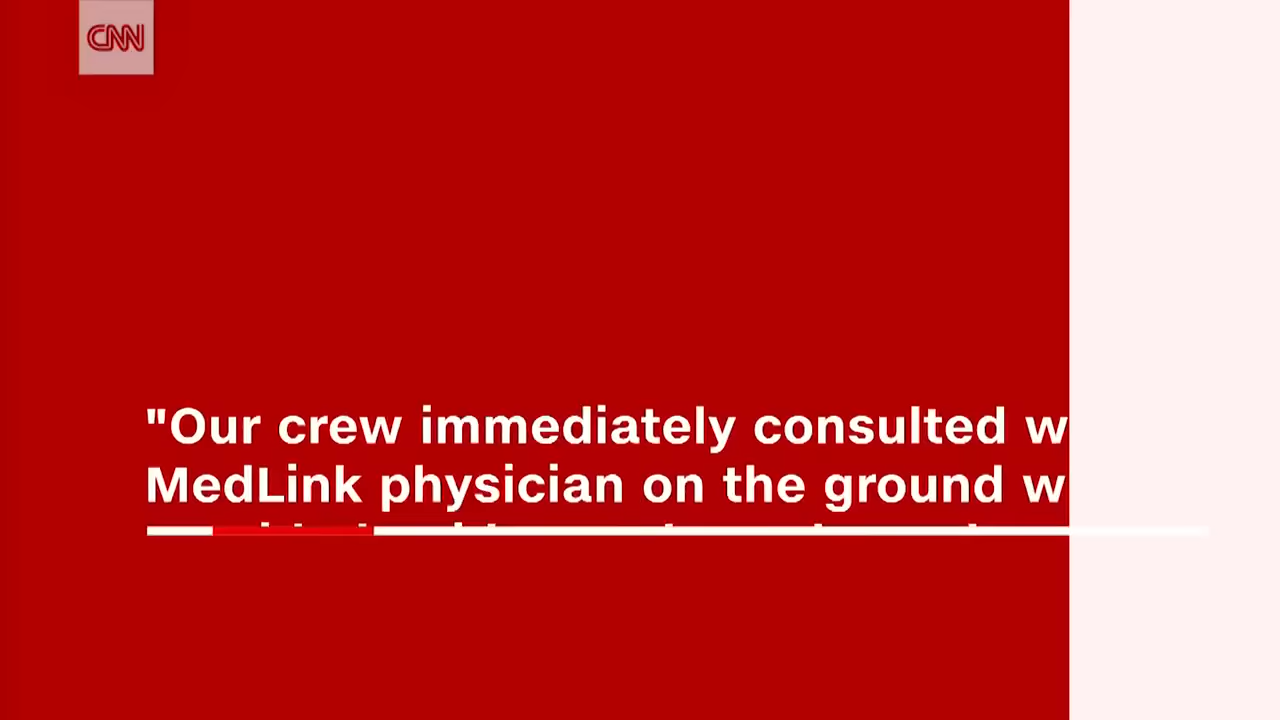 CNN
"Our crew immediately consulted w
MedLink physician on the ground w